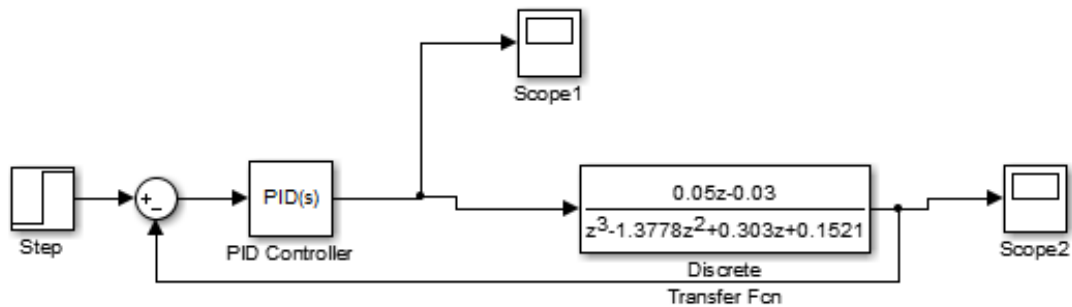 Scope1
+
−
PID(s)
0.05z-0.03
z³-1.3778z²+0.303z+0.1521
Step
PID Controller
Discrete
Transfer Fcn
Scope2